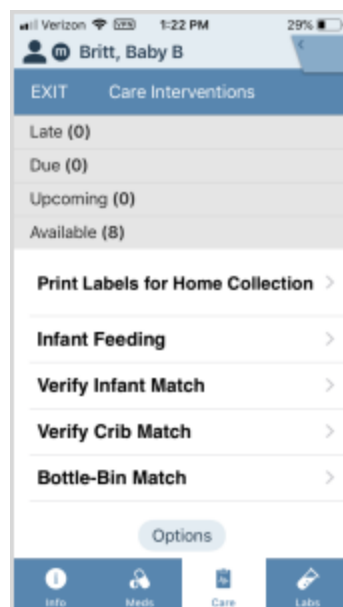 Verizon VPN 1:22 PM 29%
m Britt, Baby B
EXIT Care Interventions
Late (0)
Due (0)
Upcoming (0)
Available (8)
Print Labels for Home Collection
Infant Feeding
Verify Infant Match
Verify Crib Match
Bottle-Bin Match
Options
Info Meds Care Labs